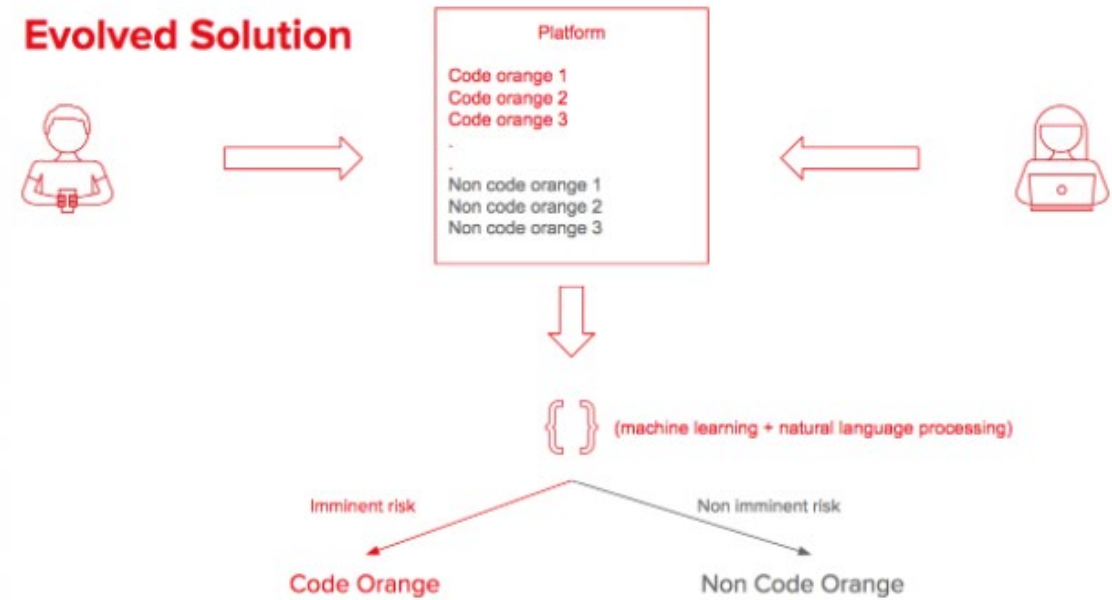 Evolved Solution
Platform
Code orange 1
Code orange 2
Code orange 3
.
.
Non code orange 1
Non code orange 2
Non code orange 3
{ } (machine learning + natural language processing)
Imminent risk
Non imminent risk
Code Orange
Non Code Orange